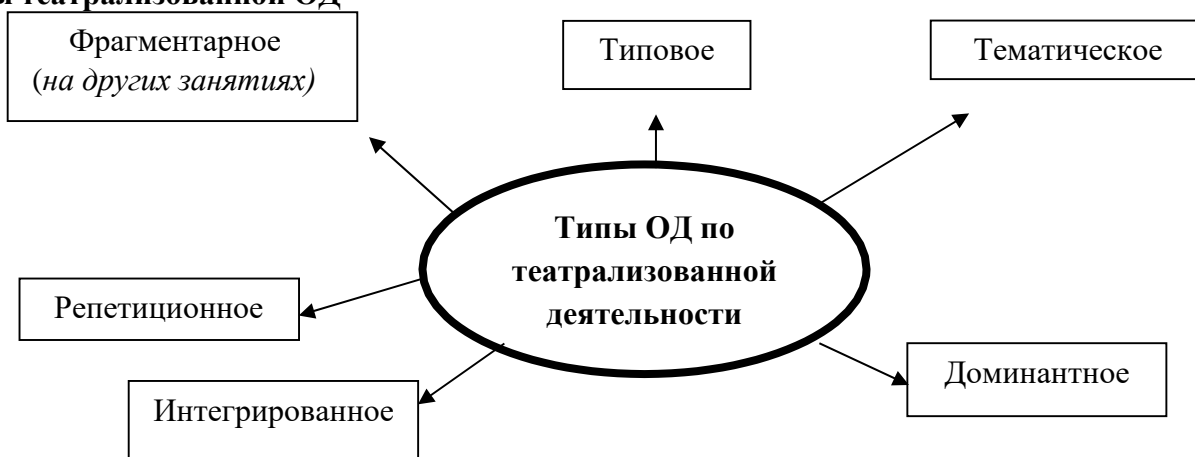 театрализованной ОД
Фрагментарное
(на других занятиях)
Типовое
Тематическое
Типы ОД по
театрализованной
деятельности
Репетиционное
Доминантное
Интегрированное